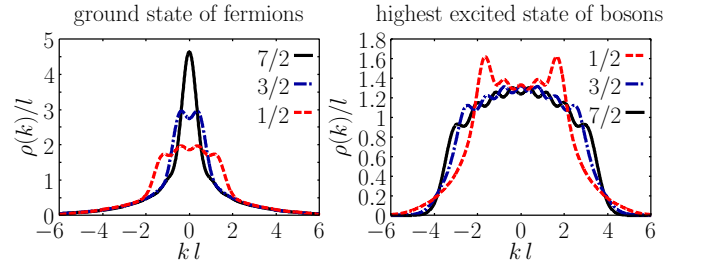 ground state of fermions
5
4
3
2
1
0
ρ(k)/l
7/2
3/2
1/2
−6 −4 −2 0 2 4 6
k l
highest excited state of bosons
1.8
1.6
1.4
1.2
1
0.8
0.6
0.4
0.2
0
ρ(k)/l
1/2
3/2
7/2
−6 −4 −2 0 2 4 6
k l